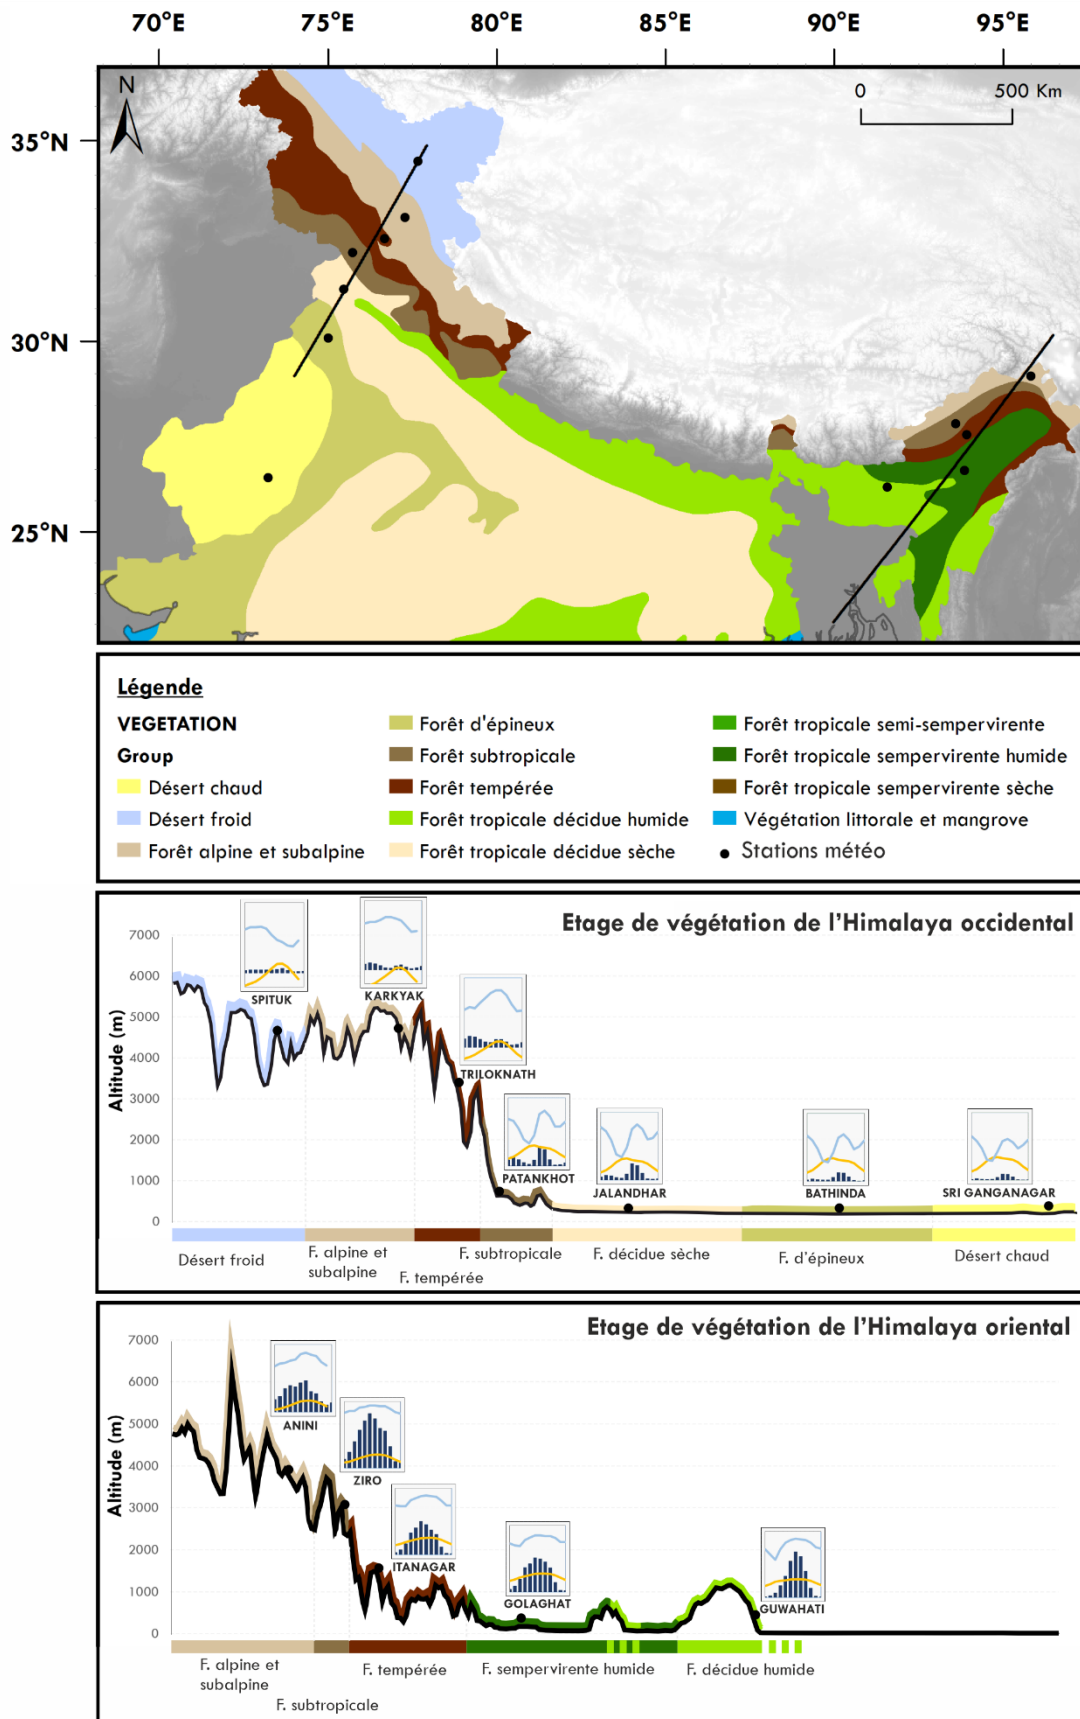 70°E 75°E 80°E 85°E 90°E 95°E
N
0 500 Km
35°N
30°N
25°N
Légende
VEGETATION
Group
Désert chaud
Désert froid
Forêt alpine et subalpine
Forêt d'épineux
Forêt subtropicale
Forêt tempérée
Forêt tropicale décidue humide
Forêt tropicale décidue sèche
Forêt tropicale semi-sempervirente
Forêt tropicale sempervirente humide
Forêt tropicale sempervirente sèche
Végétation littorale et mangrove
Stations météo
Etage de végétation de l'Himalaya occidental
Altitude (m)
7000
6000
5000
4000
3000
2000
1000
0
SPITUK
KARKYAK
TRILOKNATH
PATANKHOT
JALANDHAR
BATHINDA
SRI GANGANAGAR
Désert froid
F. alpine et
subalpine
F. tempérée
F. subtropicale
F. décidue sèche
F. d'épineux
Désert chaud
Etage de végétation de l'Himalaya oriental
Altitude (m)
7000
6000
5000
4000
3000
2000
1000
0
ANINI
ZIRO
ITANAGAR
GOLAGHAT
GUWAHATI
F. alpine et
subalpine
F. subtropicale
F. tempérée
F. sempervirente humide
F. décidue humide